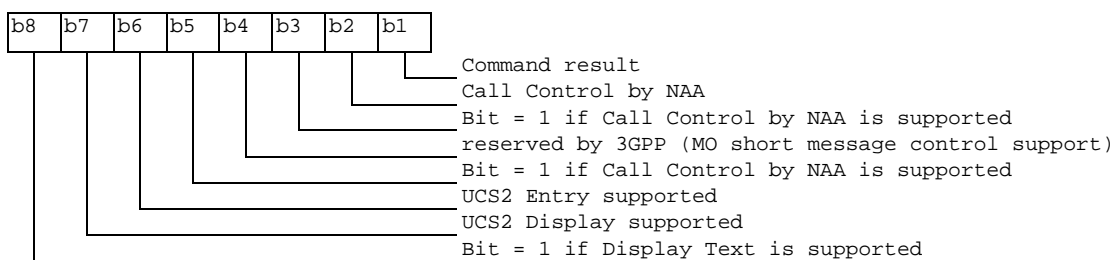 b8 b7 b6 b5 b4 b3 b2 b1
Command result
Call Control by NAA
Bit = 1 if Call Control by NAA is supported
reserved by 3GPP (MO short message control support)
Bit = 1 if Call Control by NAA is supported
UCS2 Entry supported
UCS2 Display supported
Bit = 1 if Display Text is supported